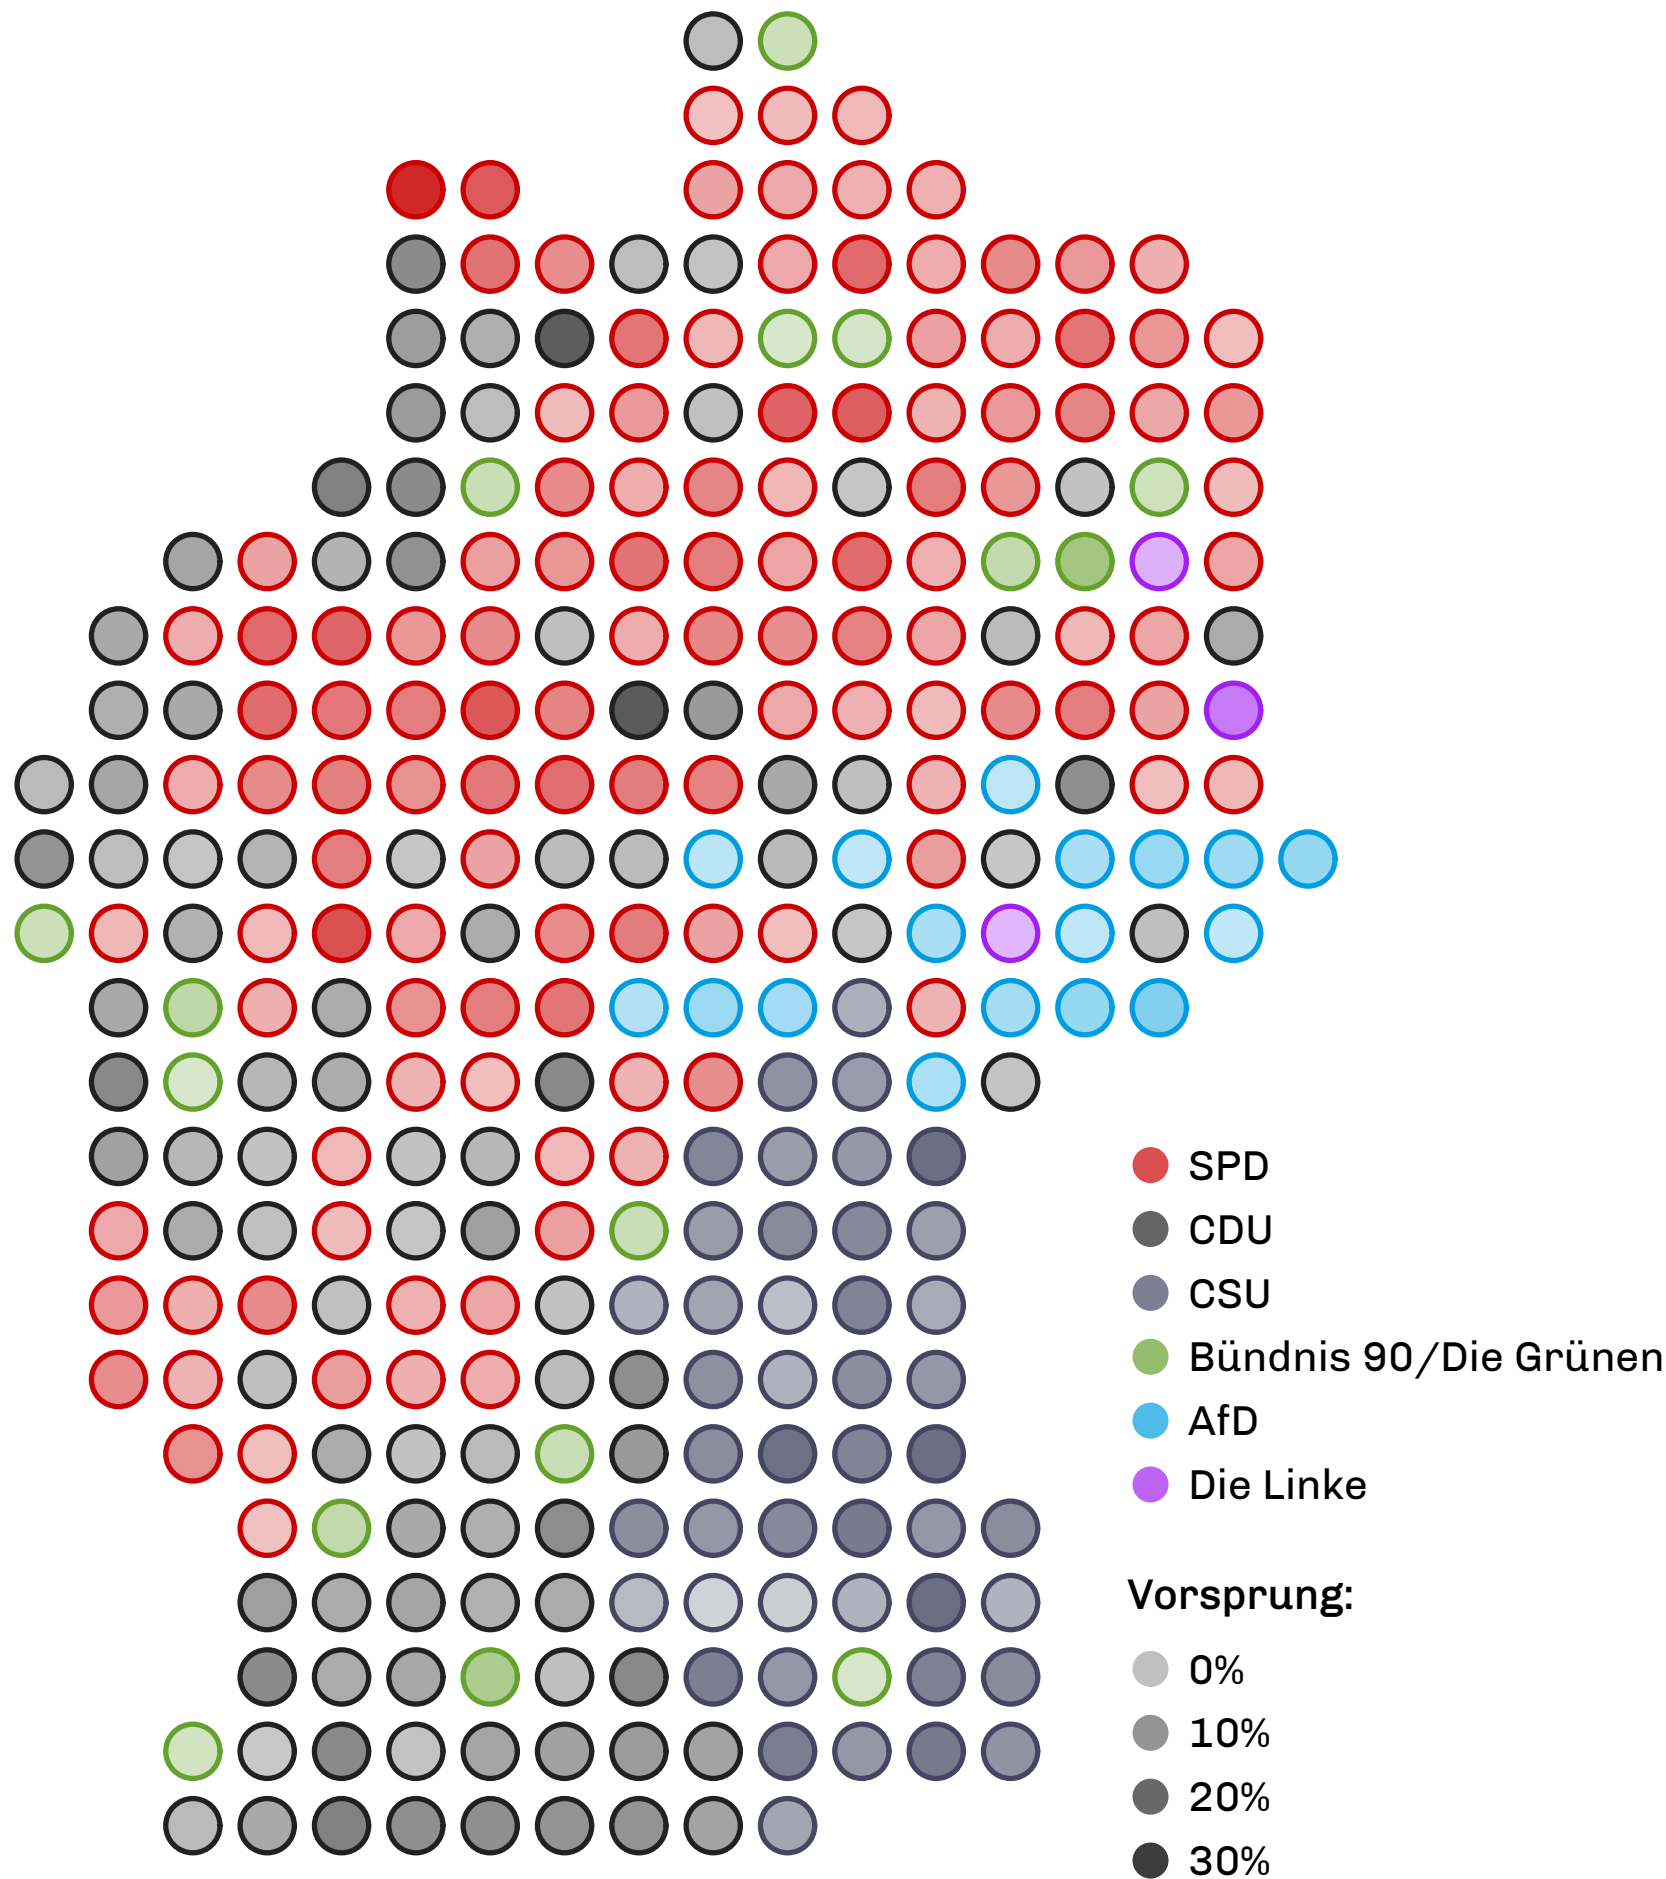 SPD
CDU
CSU
Bündnis 90/Die Grünen
AfD
Die Linke
Vorsprung:
0%
10%
20%
30%